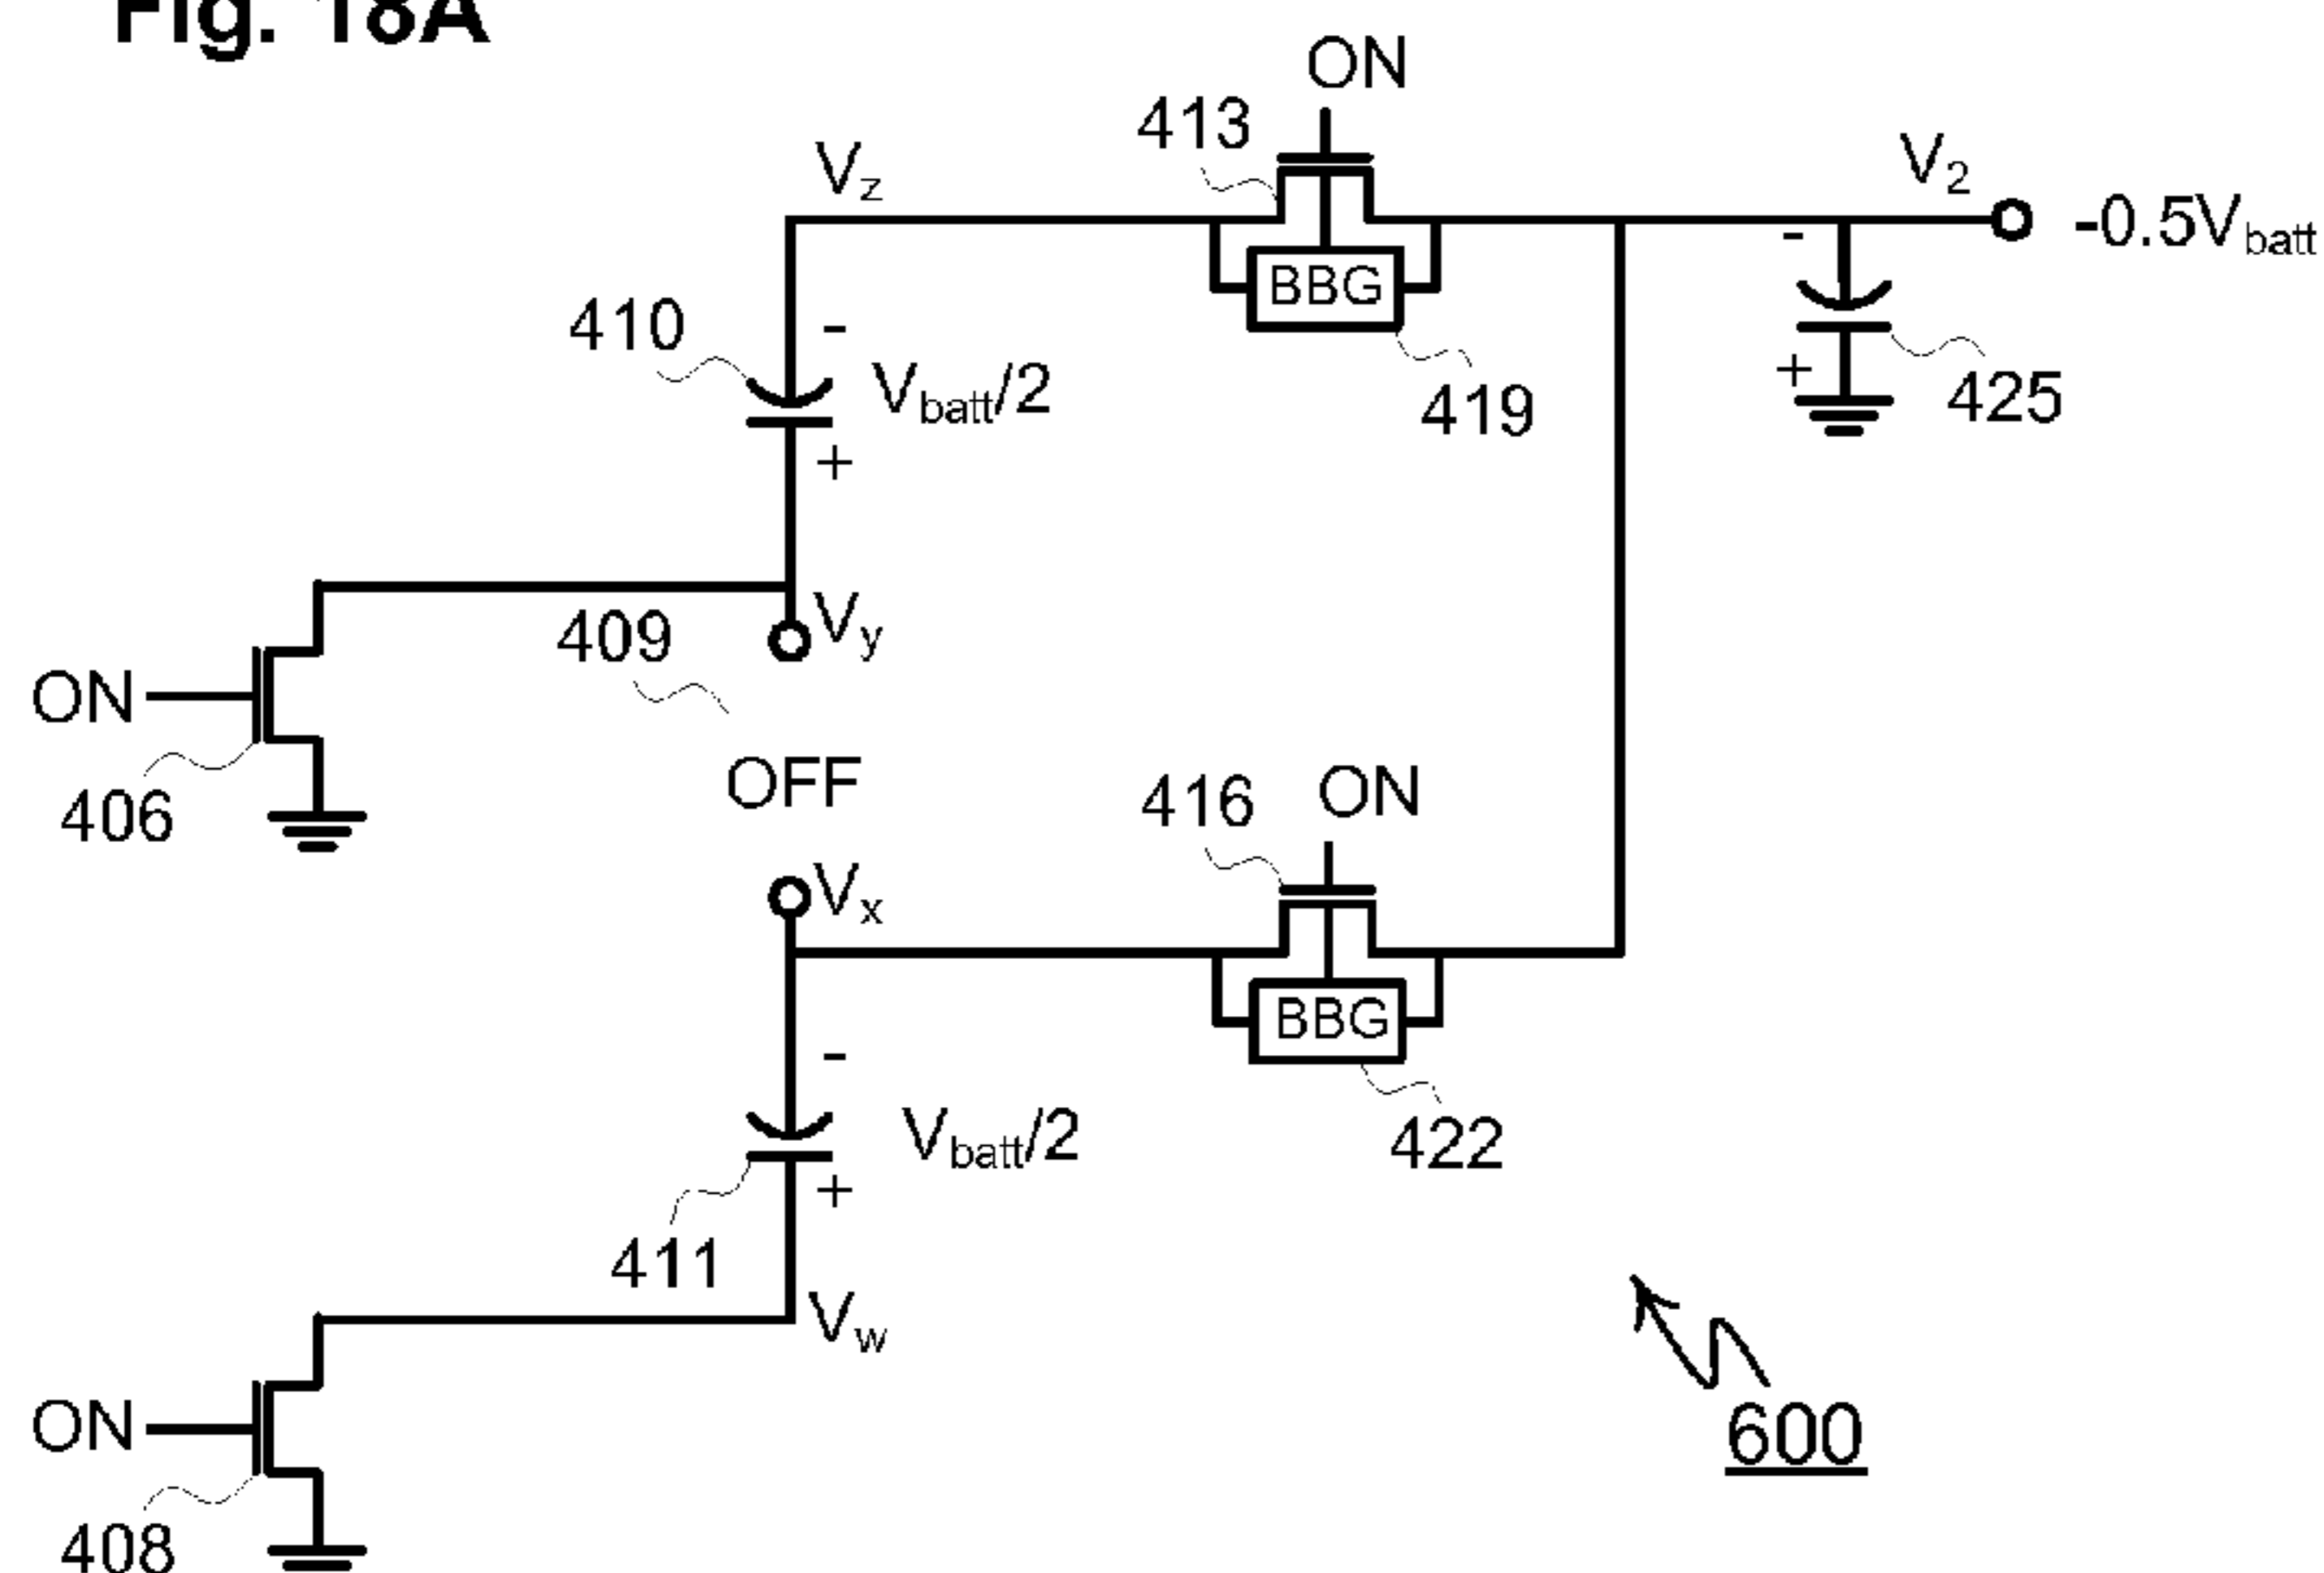 Fig. 18A
ON
413
Vz
V2
-0.5Vbatt
BBG
410
-
Vbatt/2
+
419
-
+
425
409
Vy
ON
406
OFF
416
ON
Vx
BBG
-
Vbatt/2
+
422
411
Vw
ON
408
600